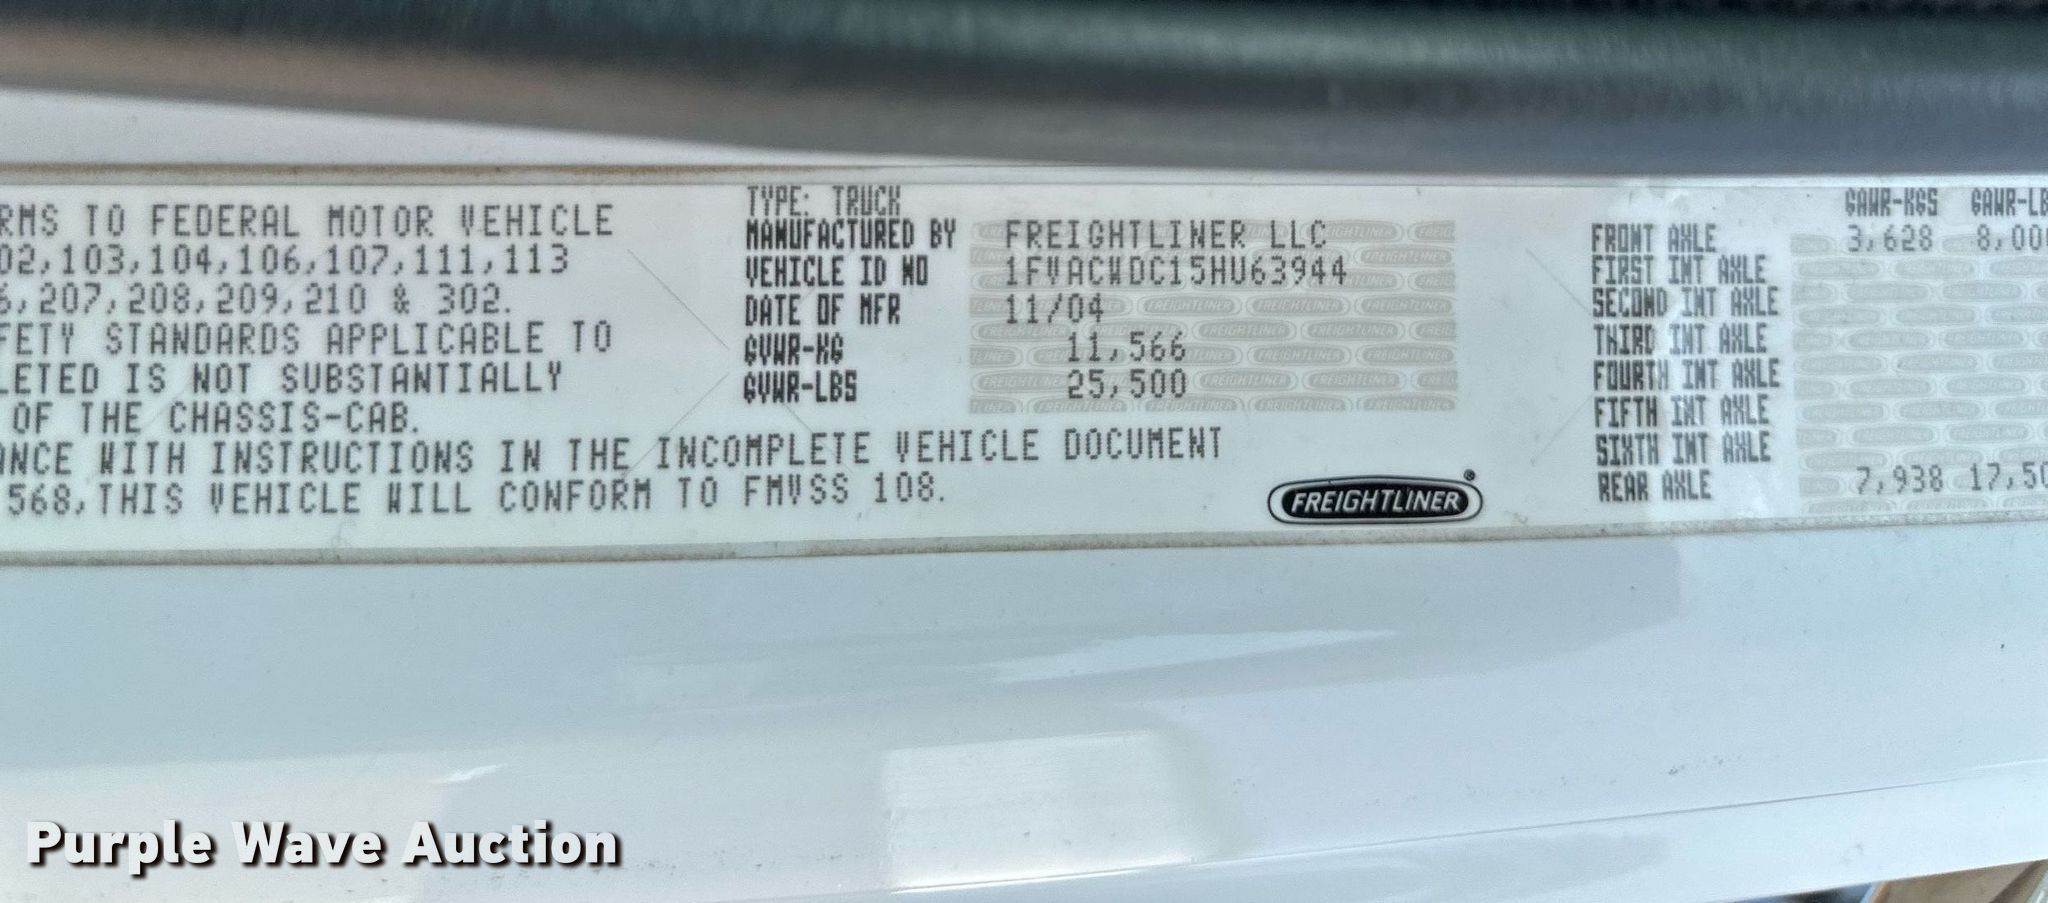 RMS TO FEDERAL MOTOR VEHICLE
02,103,104,106,107,111,113
6,207,208,209,210 & 302.
FETY STANDARDS APPLICABLE TO
LETED IS NOT SUBSTANTIALLY
OF THE CHASSIS-CAB.
ANCE WITH INSTRUCTIONS IN THE INCOMPLETE VEHICLE DOCUMENT
568,THIS VEHICLE WILL CONFORM TO FMVSS 108.
TYPE: TRUCK
MANUFACTURED BY FREIGHTLINER LLC
VEHICLE ID NO 1FVACWDC15HU63944
DATE OF MFR 11/04
GVWR-KG 11,566
GVWR-LBS 25,500
FREIGHTLINER®
GAWR-KGS GAWR-LB
FRONT AXLE 3,628 8,000
FIRST INT AXLE
SECOND INT AXLE
THIRD INT AXLE
FOURTH INT AXLE
FIFTH INT AXLE
SIXTH INT AXLE
REAR AXLE 7,938 17,50
Purple Wave Auction